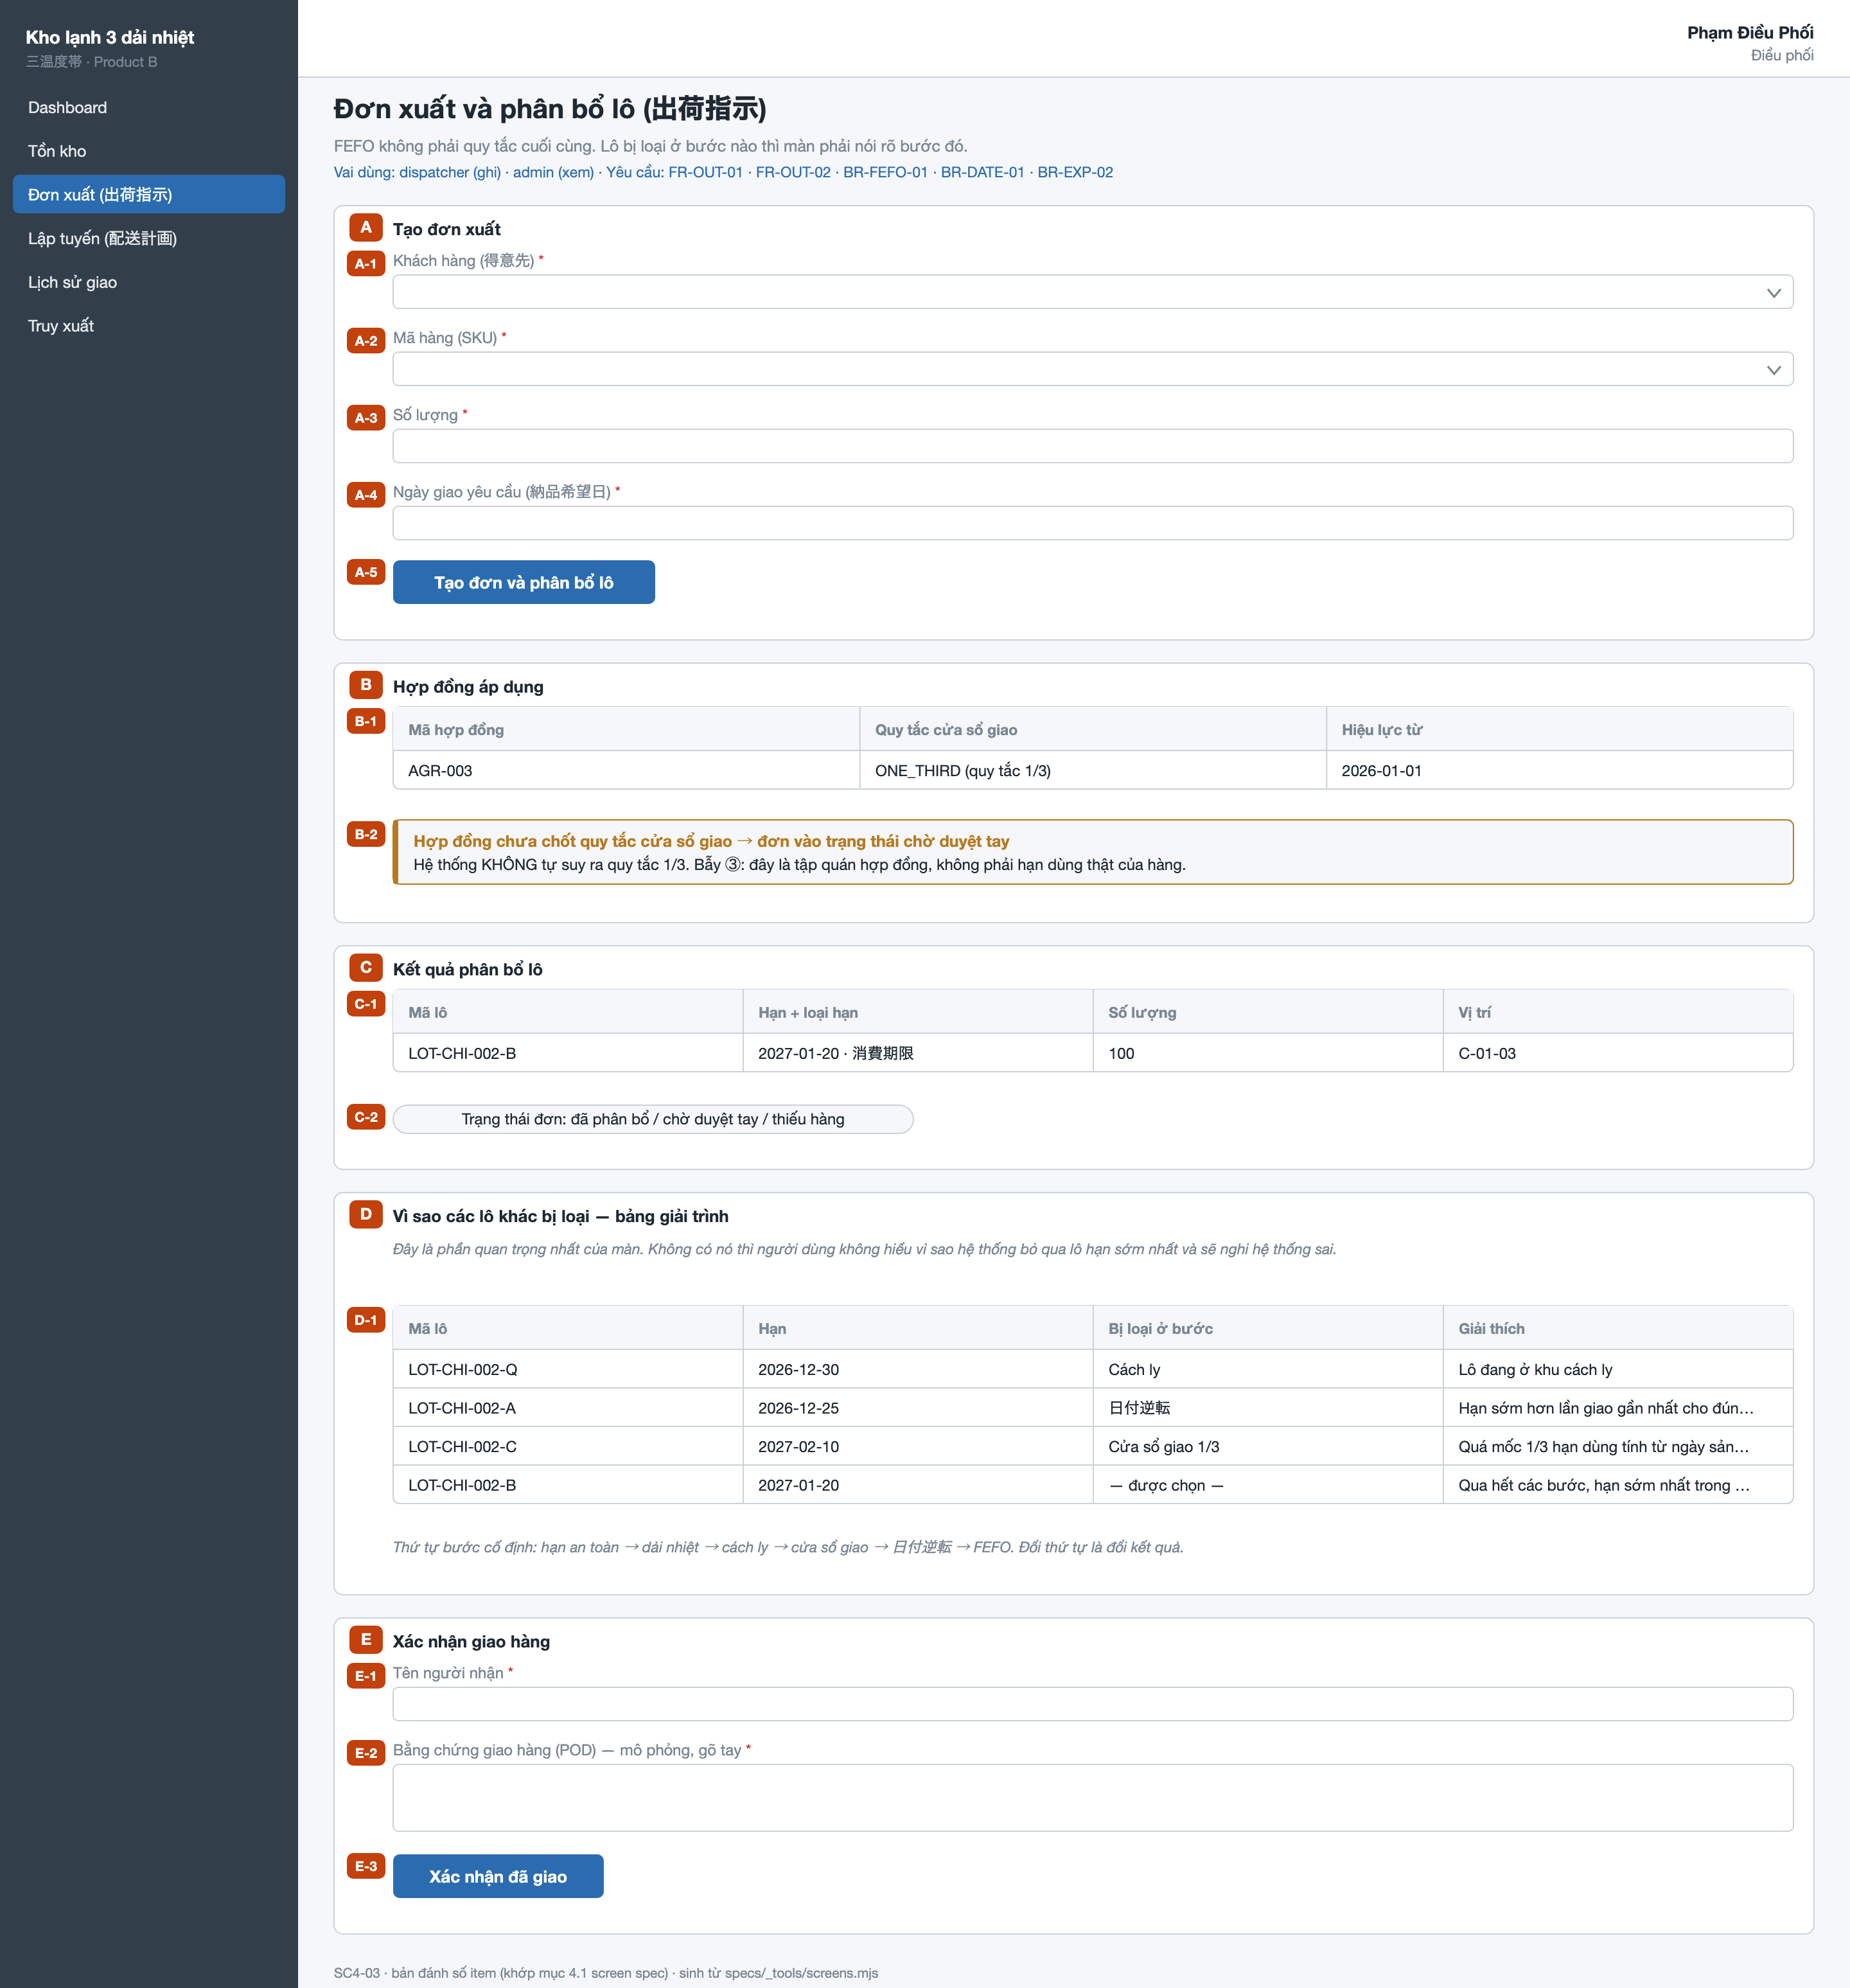 Kho lạnh 3 dải nhiệt
三温度帯 · Product B
Dashboard
Tồn kho
Đơn xuất (出荷指示)
Lập tuyến (配送計画)
Lịch sử giao
Truy xuất
Phạm Điều Phối
Điều phối
Đơn xuất và phân bổ lô (出荷指示)
FEFO không phải quy tắc cuối cùng. Lô bị loại ở bước nào thì màn phải nói rõ bước đó.
Vai dùng: dispatcher (ghi) · admin (xem) · Yêu cầu: FR-OUT-01 · FR-OUT-02 · BR-FEFO-01 · BR-DATE-01 · BR-EXP-02
A Tạo đơn xuất
A-1 Khách hàng (得意先) *
A-2 Mã hàng (SKU) *
A-3 Số lượng *
A-4 Ngày giao yêu cầu (納品希望日) *
A-5 Tạo đơn và phân bổ lô
B Hợp đồng áp dụng
B-1 Mã hợp đồng Quy tắc cửa sổ giao Hiệu lực từ
AGR-003 ONE_THIRD (quy tắc 1/3) 2026-01-01
B-2 Hợp đồng chưa chốt quy tắc cửa sổ giao → đơn vào trạng thái chờ duyệt tay
Hệ thống KHÔNG tự suy ra quy tắc 1/3. Bẫy ③: đây là tập quán hợp đồng, không phải hạn dùng thật của hàng.
C Kết quả phân bổ lô
C-1 Mã lô Hạn + loại hạn Số lượng Vị trí
LOT-CHI-002-B 2027-01-20 · 消費期限 100 C-01-03
C-2 Trạng thái đơn: đã phân bổ / chờ duyệt tay / thiếu hàng
D Vì sao các lô khác bị loại — bảng giải trình
Đây là phần quan trọng nhất của màn. Không có nó thì người dùng không hiểu vì sao hệ thống bỏ qua lô hạn sớm nhất và sẽ nghi hệ thống sai.
D-1 Mã lô Hạn Bị loại ở bước Giải thích
LOT-CHI-002-Q 2026-12-30 Cách ly Lô đang ở khu cách ly
LOT-CHI-002-A 2026-12-25 日付逆転 Hạn sớm hơn lần giao gần nhất cho đún…
LOT-CHI-002-C 2027-02-10 Cửa sổ giao 1/3 Quá mốc 1/3 hạn dùng tính từ ngày sản…
LOT-CHI-002-B 2027-01-20 — được chọn — Qua hết các bước, hạn sớm nhất trong …
Thứ tự bước cố định: hạn an toàn → dải nhiệt → cách ly → cửa sổ giao → 日付逆転 → FEFO. Đổi thứ tự là đổi kết quả.
E Xác nhận giao hàng
E-1 Tên người nhận *
E-2 Bằng chứng giao hàng (POD) — mô phỏng, gõ tay *
E-3 Xác nhận đã giao
SC4-03 · bản đánh số item (khớp mục 4.1 screen spec) · sinh từ specs/_tools/screens.mjs